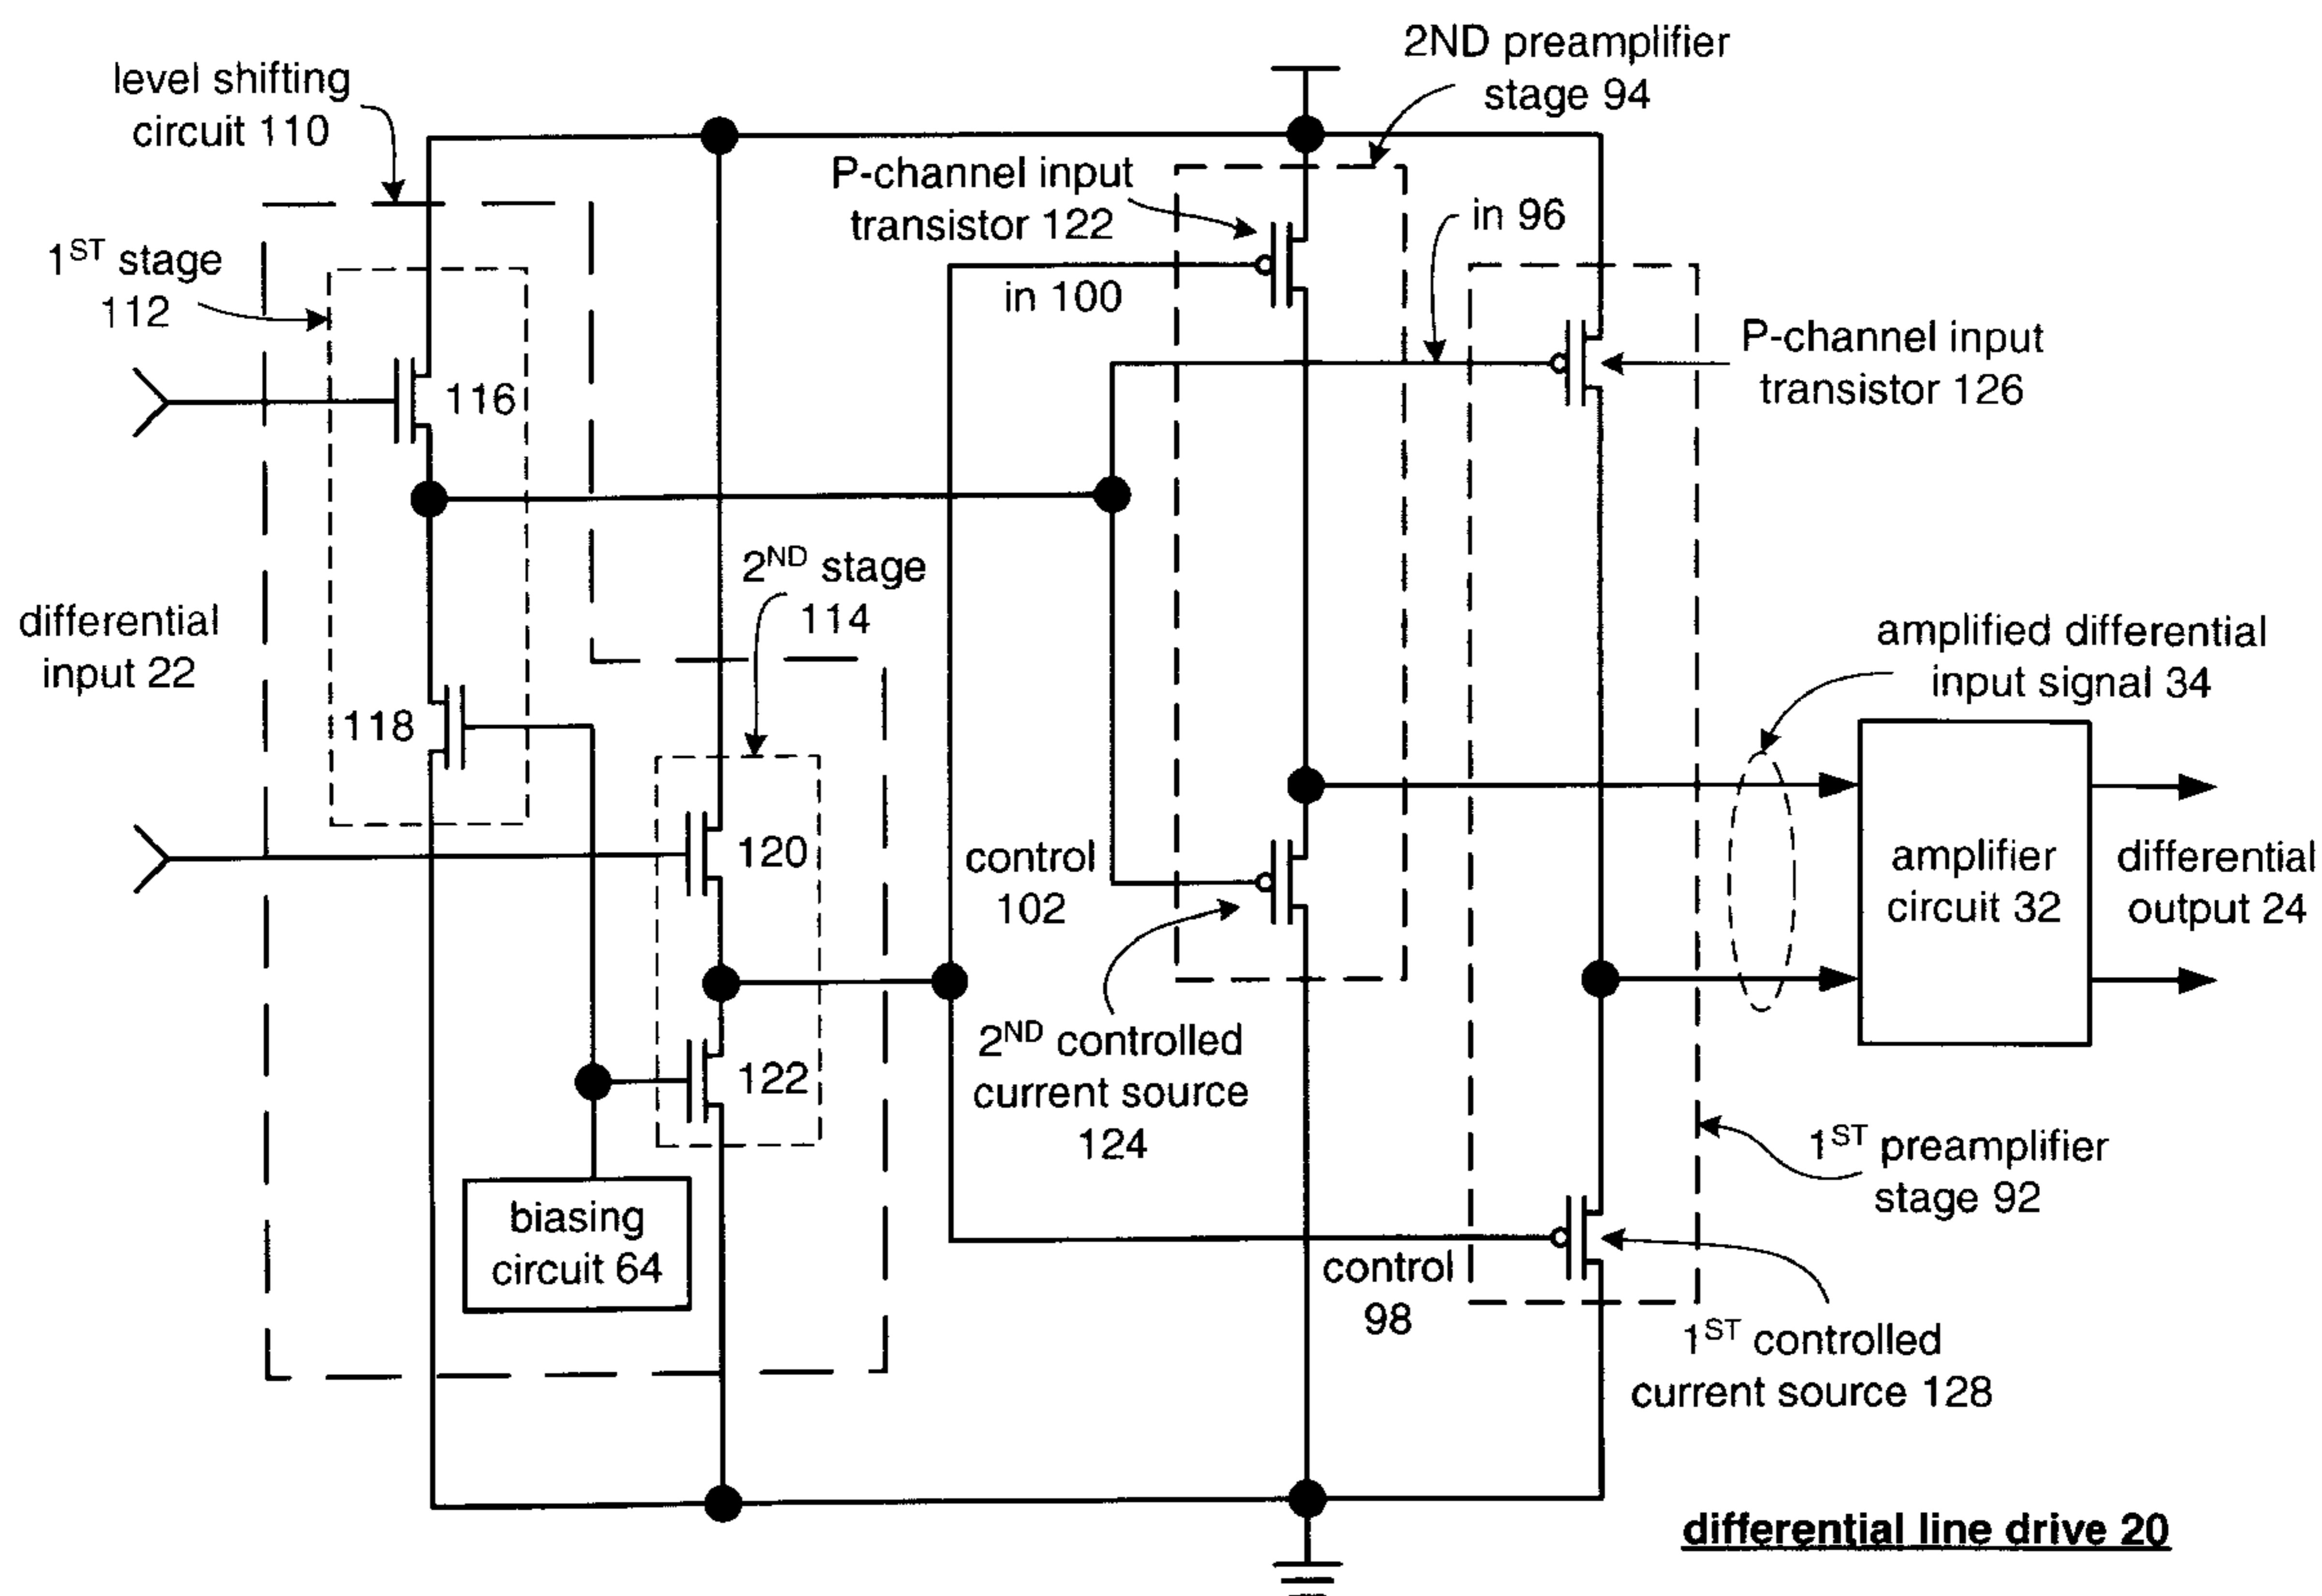 2ND preamplifier
stage 94
level shifting
circuit 110
P-channel input
transistor 122
in 96
1ST stage
112
in 100
P-channel input
transistor 126
116
2ND stage
114
differential
input 22
amplified differential
input signal 34
118
120
control
102
amplifier
circuit 32
differential
output 24
2ND controlled
current source
124
122
1ST preamplifier
stage 92
biasing
circuit 64
control
98
1ST controlled
current source 128
differential line drive 20